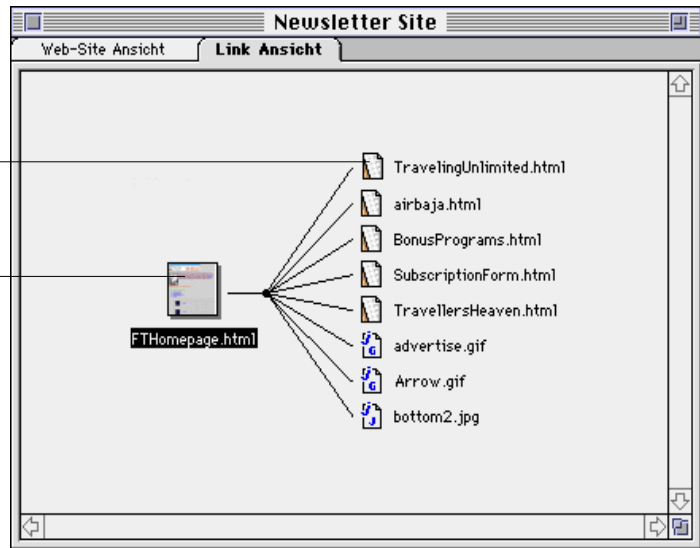 Newsletter Site
Web-Site Ansicht
Link Ansicht
TravelingUnlimited.html
airbaja.html
BonusPrograms.html
SubscriptionForm.html
TravellersHeaven.html
FTHomepage.html
advertise.gif
Arrow.gif
bottom2.jpg